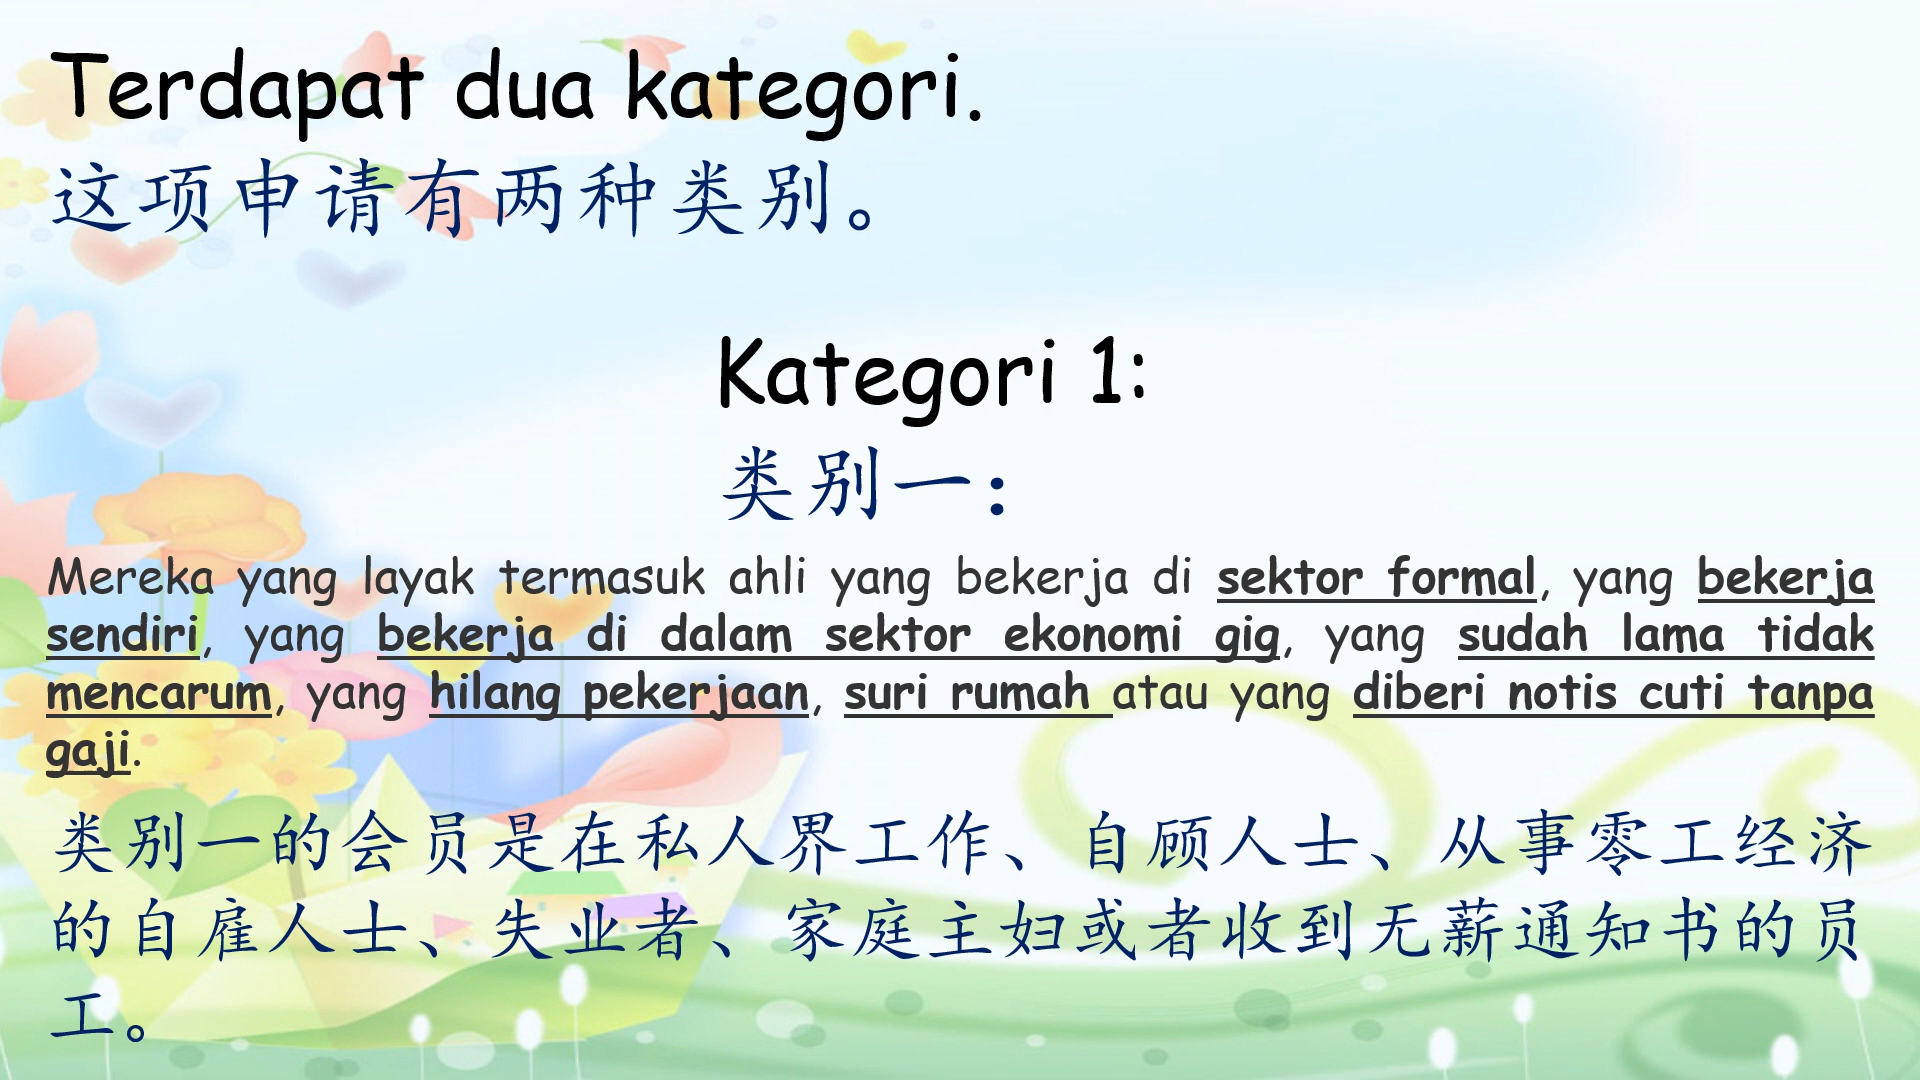 Terdapat dua kategori.
这项申请有两种类别。
Kategori 1:
类别一：
Mereka yang layak termasuk ahli yang bekerja di sektor formal, yang bekerja
sendiri, yang bekerja di dalam sektor ekonomi gig, yang sudah lama tidak
mencarum, yang hilang pekerjaan, suri rumah atau yang diberi notis cuti tanpa
gaji.
类别一的会员是在私人界工作、自顾人士、从事零工经济
的自雇人士、失业者、家庭主妇或者收到无薪通知书的员
工。